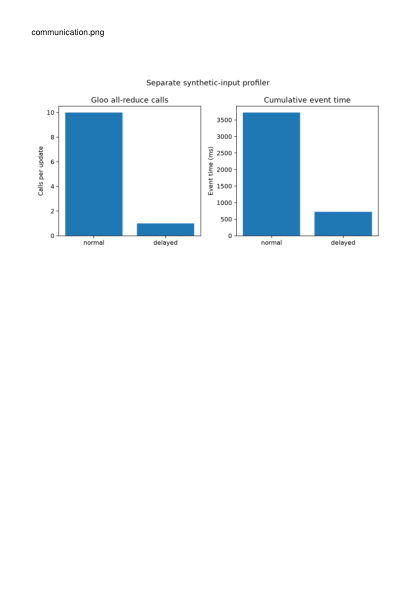 communication.png
Separate synthetic-input profiler
Gloo all-reduce calls
Calls per update
10
8
6
4
2
0
normal
delayed
Cumulative event time
Event time (ms)
3500
3000
2500
2000
1500
1000
500
0
normal
delayed